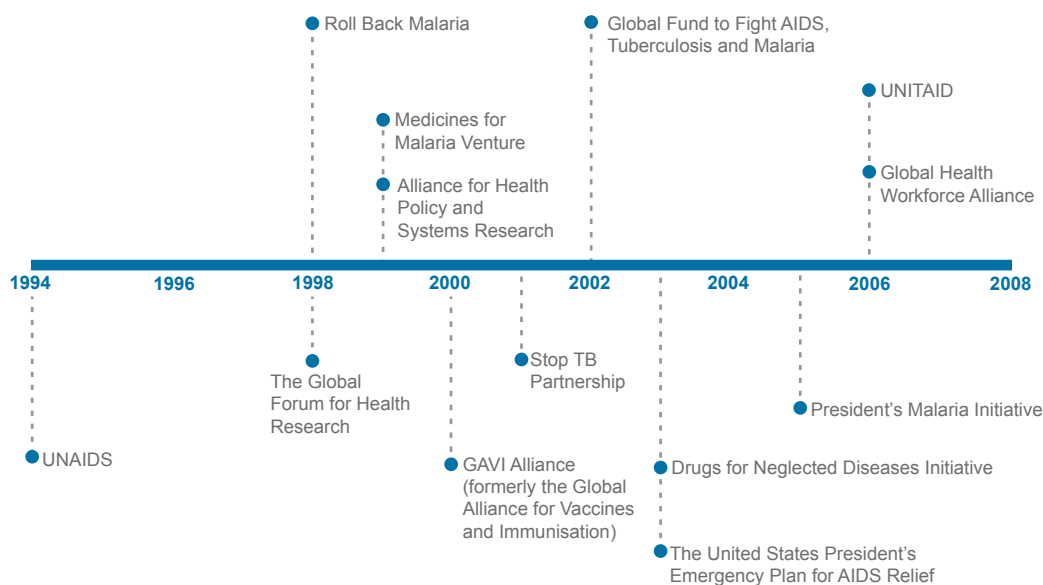 Roll Back Malaria
Global Fund to Fight AIDS,
Tuberculosis and Malaria
UNITAID
Medicines for
Malaria Venture
Global Health
Workforce Alliance
Alliance for Health
Policy and
Systems Research
1994
1996
1998
2000
2002
2004
2006
2008
Stop TB
Partnership
The Global
Forum for Health
Research
President’s Malaria Initiative
UNAIDS
GAVI Alliance
(formerly the Global
Alliance for Vaccines
and Immunisation)
Drugs for Neglected Diseases Initiative
The United States President’s
Emergency Plan for AIDS Relief